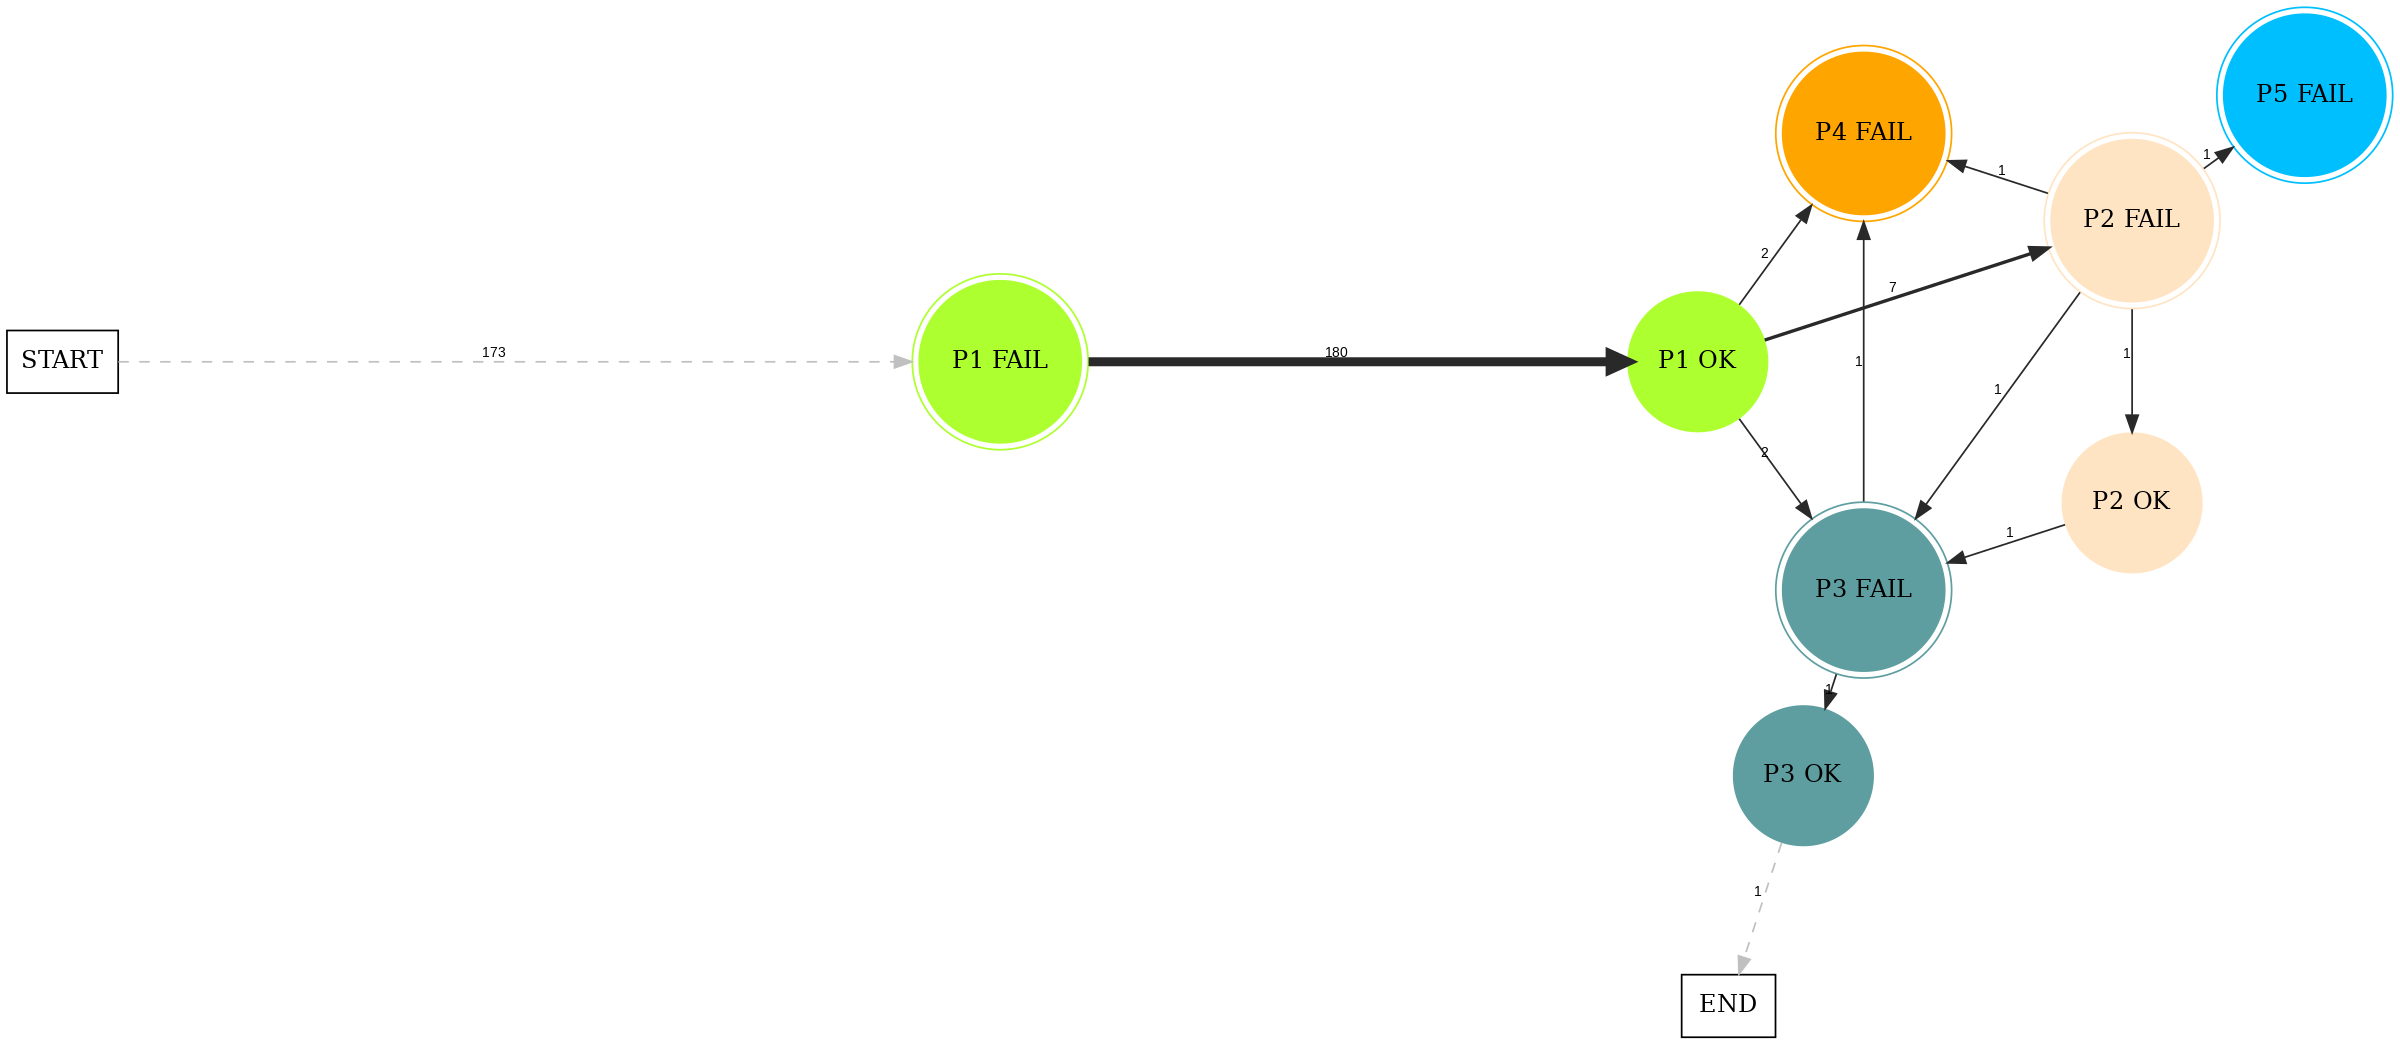 P5 FAIL
P4 FAIL
1
1
P2 FAIL
2
7
START
173
P1 FAIL
180
P1 OK
1
1
1
2
P2 OK
1
P3 FAIL
1
P3 OK
1
END